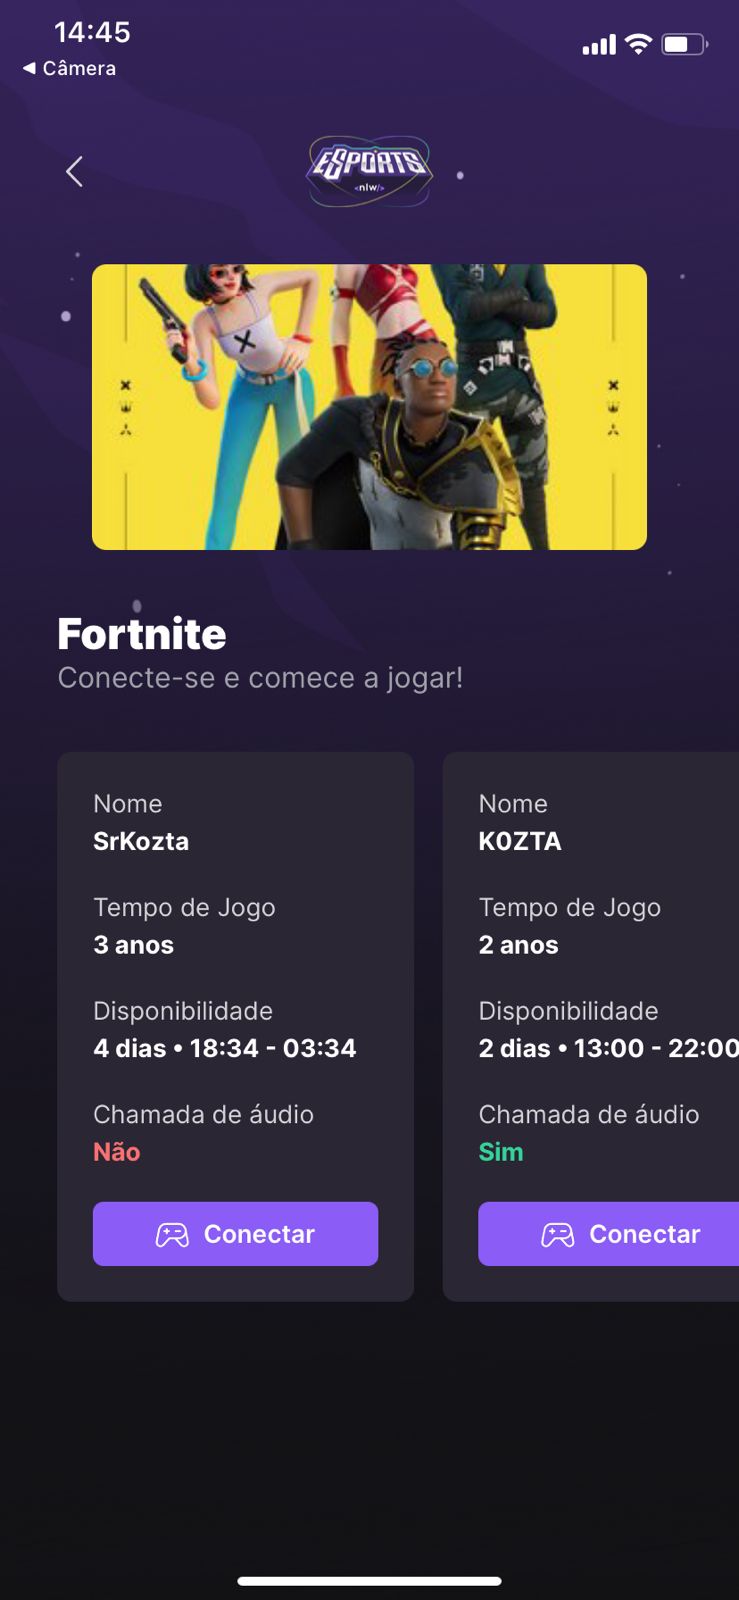 14:45
◀ Câmera
ESPORTS
<nlw/>
Fortnite
Conecte-se e comece a jogar!
Nome
SrKozta
Tempo de Jogo
3 anos
Disponibilidade
4 dias • 18:34 - 03:34
Chamada de áudio
Não
Conectar
Nome
K0ZTA
Tempo de Jogo
2 anos
Disponibilidade
2 dias • 13:00 - 22:00
Chamada de áudio
Sim
Conectar